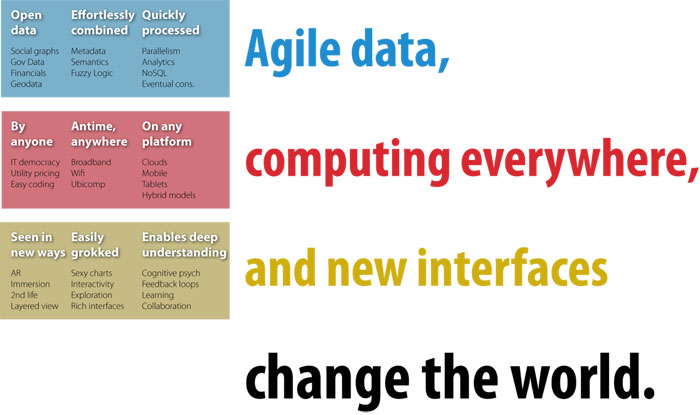 Open data
Effortlessly combined
Quickly processed
Social graphs
Gov Data
Financials
Geodata
Metadata
Semantics
Fuzzy Logic
Parallelism
Analytics
NoSQL
Eventual cons.
Agile data,
By anyone
Antime, anywhere
On any platform
IT democracy
Utility pricing
Easy coding
Broadband
Wifi
Ubicomp
Clouds
Mobile
Tablets
Hybrid models
computing everywhere,
Seen in new ways
Easily grokked
Enables deep understanding
AR
Immersion
2nd life
Layered view
Sexy charts
Interactivity
Exploration
Rich interfaces
Cognitive psych
Feedback loops
Learning
Collaboration
and new interfaces
change the world.